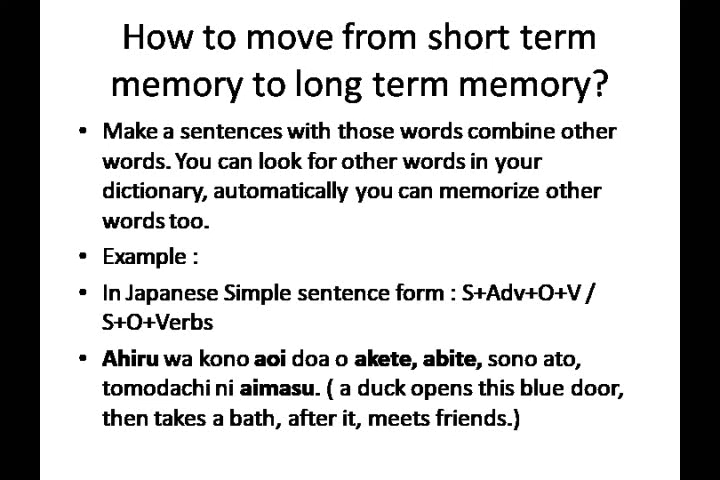 How to move from short term
memory to long term memory?
• Make a sentences with those words combine other
words. You can look for other words in your
dictionary, automatically you can memorize other
words too.
• Example :
• In Japanese Simple sentence form : S+Adv+O+V /
S+O+Verbs
• Ahiru wa kono aoi doa o akete, abite, sono ato,
tomodachi ni aimasu. ( a duck opens this blue door,
then takes a bath, after it, meets friends.)